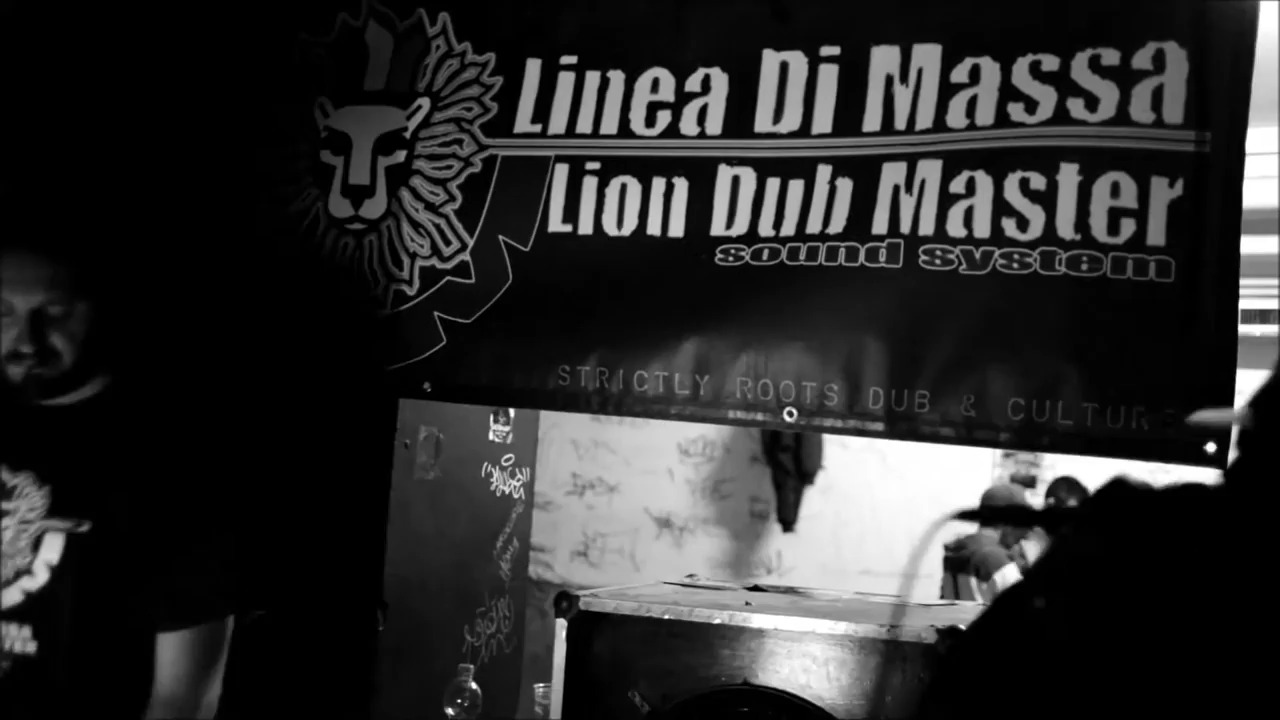 Linea Di Massa
Lion Dub Master
sound system
STRICTLY ROOTS DUB & CULTURE